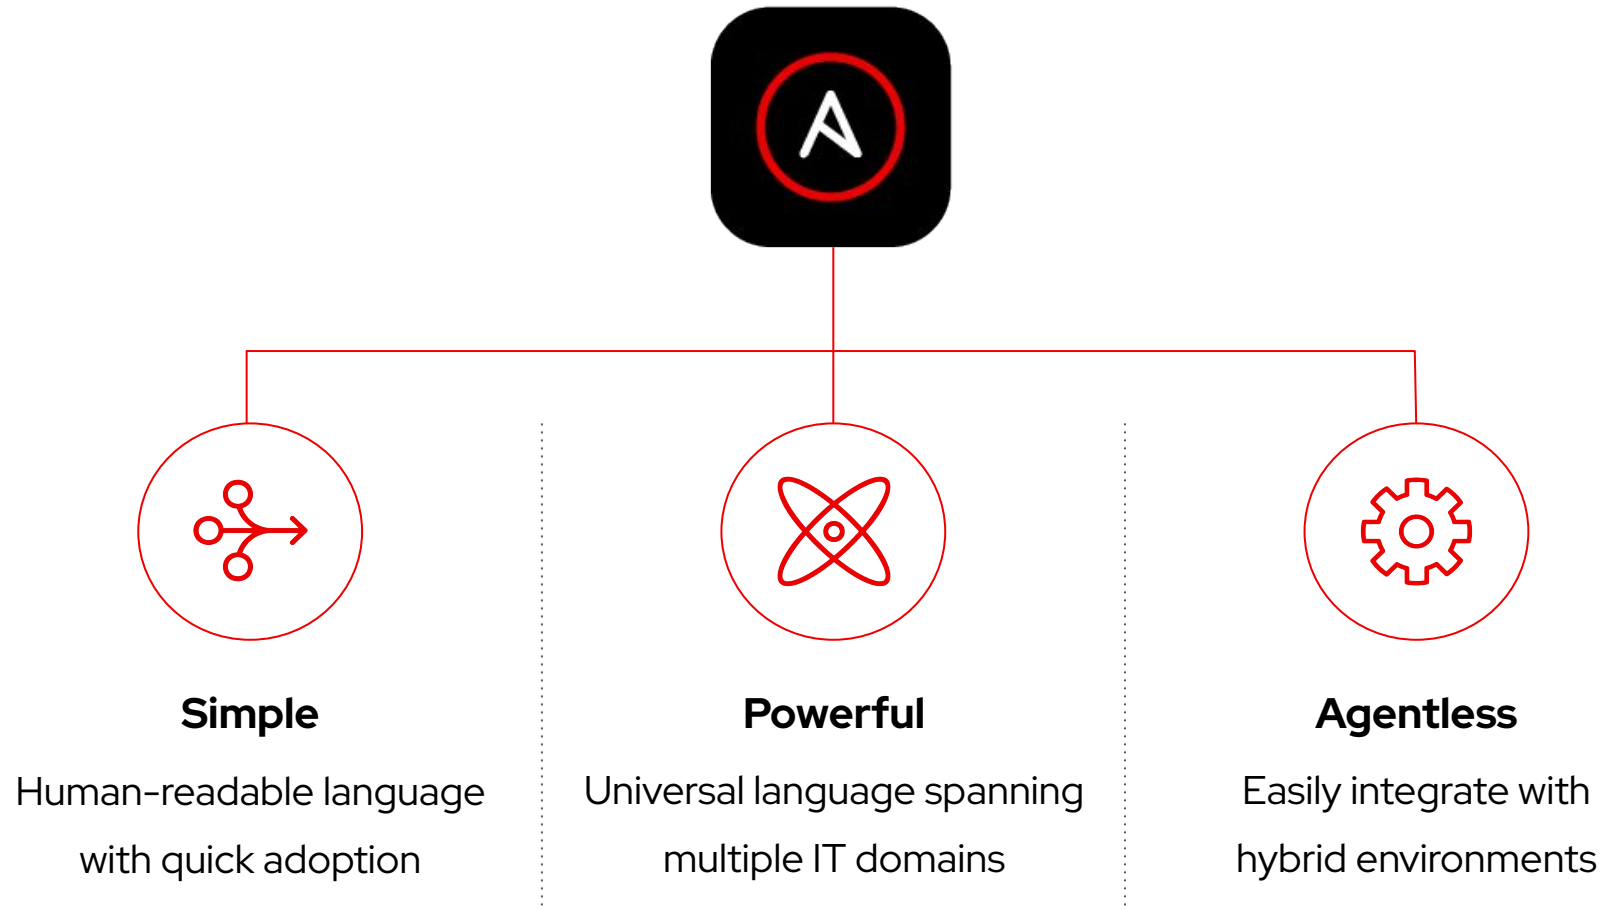 Simple
Human-readable language
with quick adoption
Powerful
Universal language spanning
multiple IT domains
Agentless
Easily integrate with
hybrid environments